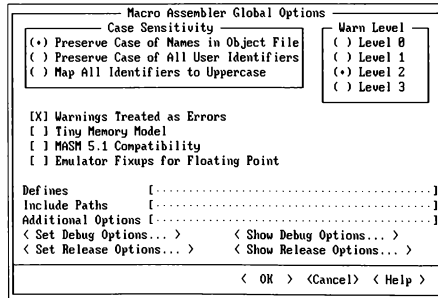 Macro Assembler Global Options
Case Sensitivity
(•) Preserve Case of Names in Object File
( ) Preserve Case of All User Identifiers
( ) Map All Identifiers to Uppercase
Warn Level
( ) Level 0
( ) Level 1
(•) Level 2
( ) Level 3
[X] Warnings Treated as Errors
[ ] Tiny Memory Model
[ ] MASM 5.1 Compatibility
[ ] Emulator Fixups for Floating Point
Defines [······································]
Include Paths [······································]
Additional Options [······································]
< Set Debug Options... > < Show Debug Options... >
< Set Release Options... > < Show Release Options... >
< OK > <Cancel> < Help >